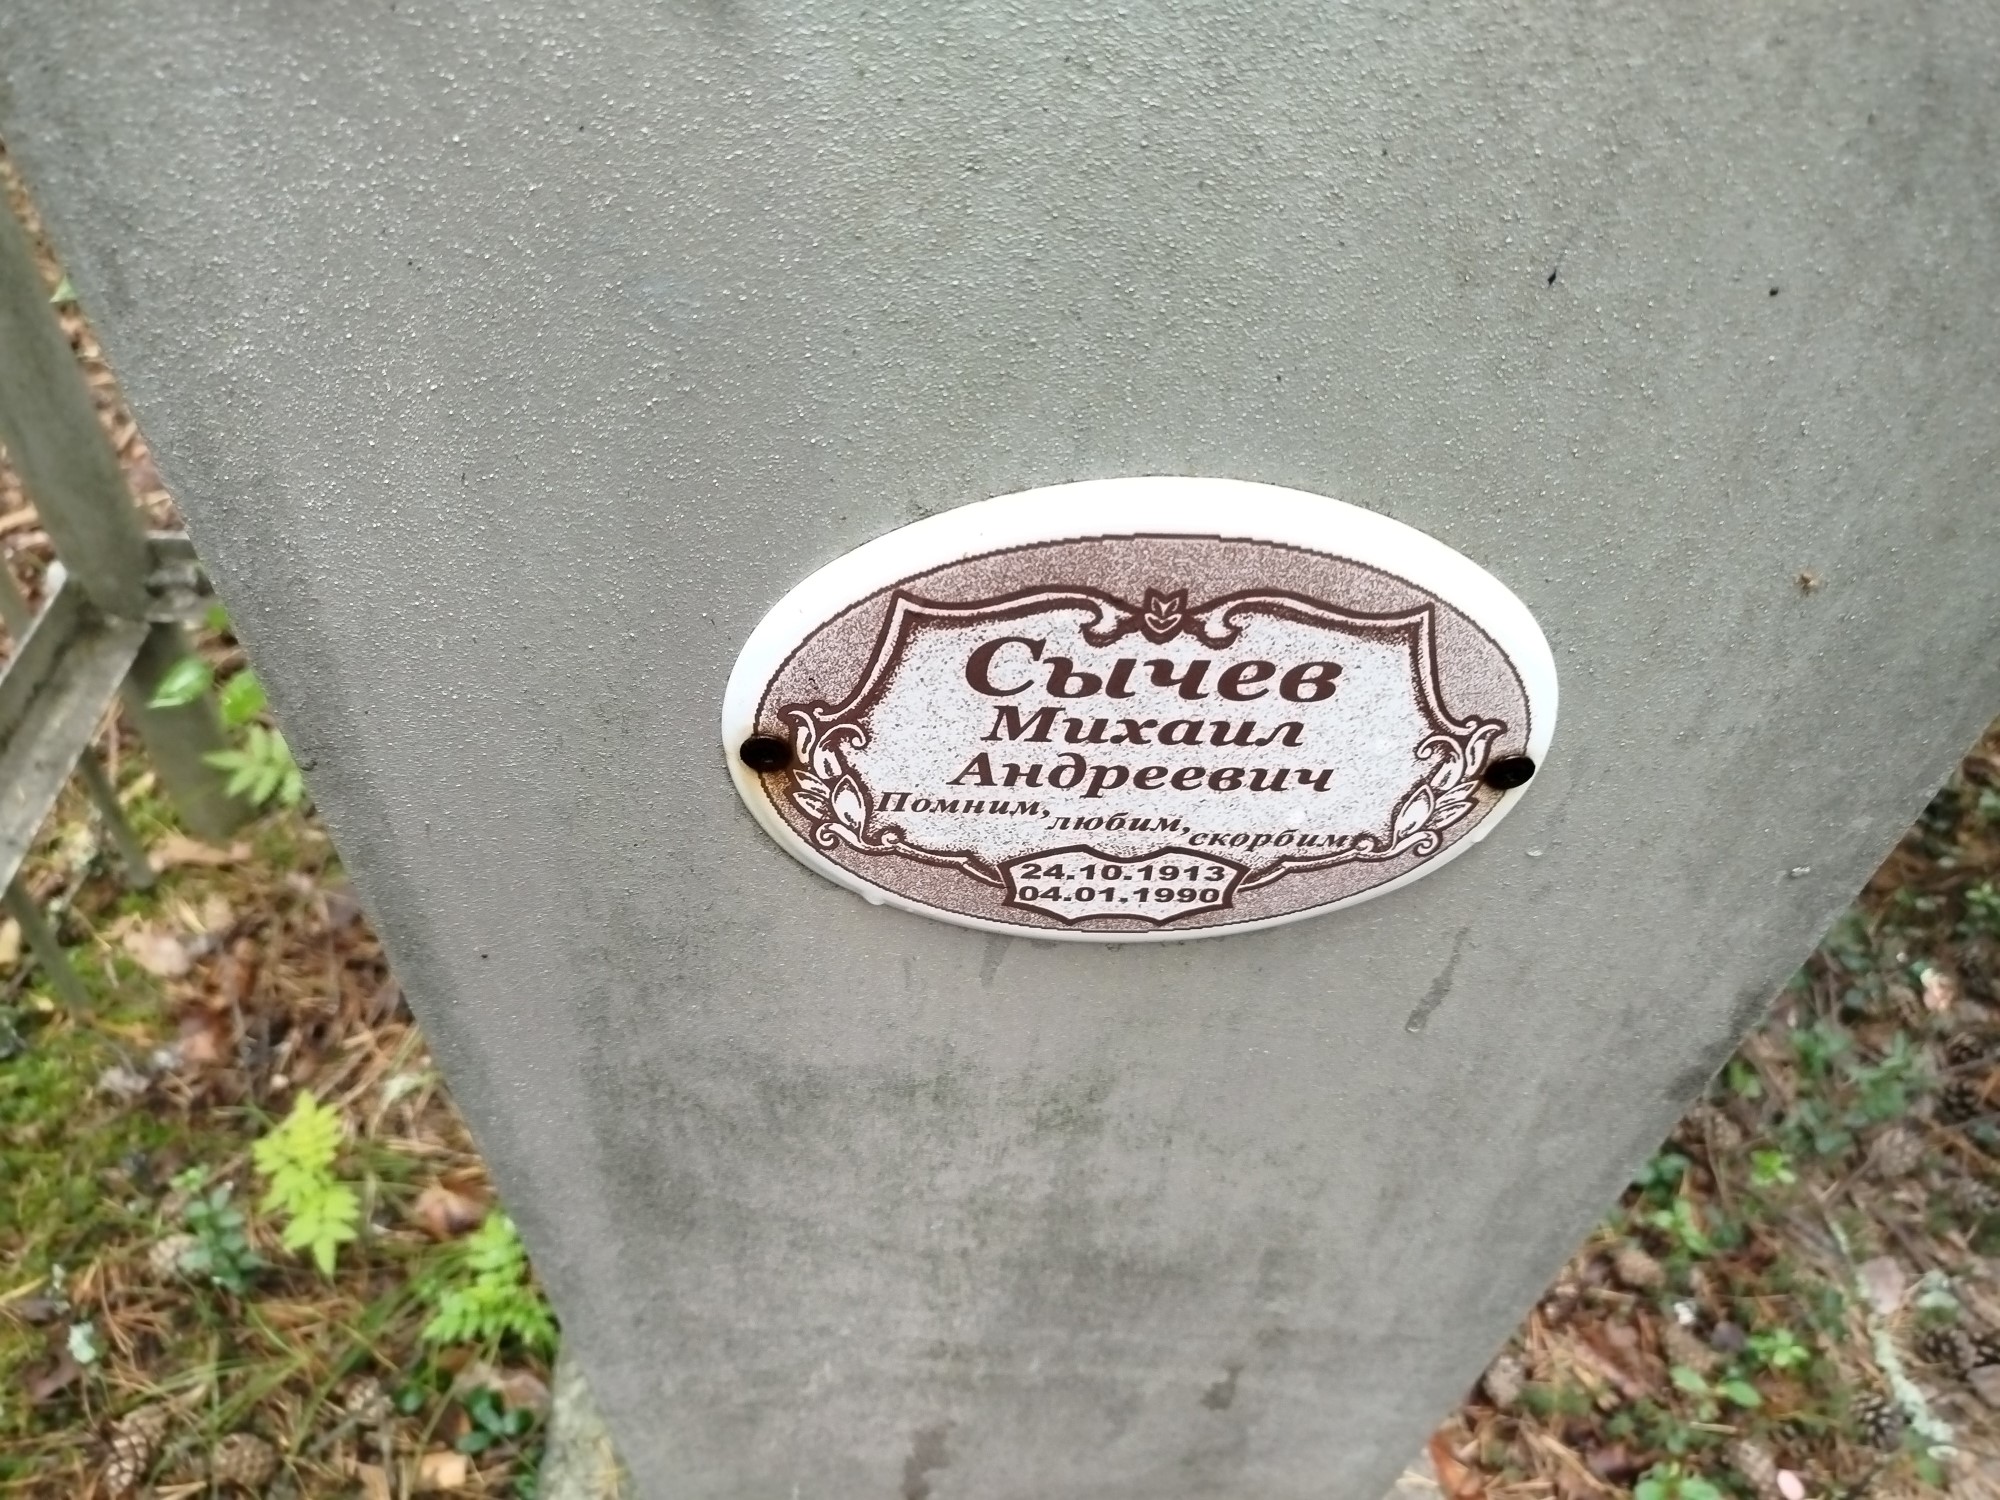 Сычев
Михаил
Андреевич
Помним, любим, скорбим
24.10.1913
04.01.1990